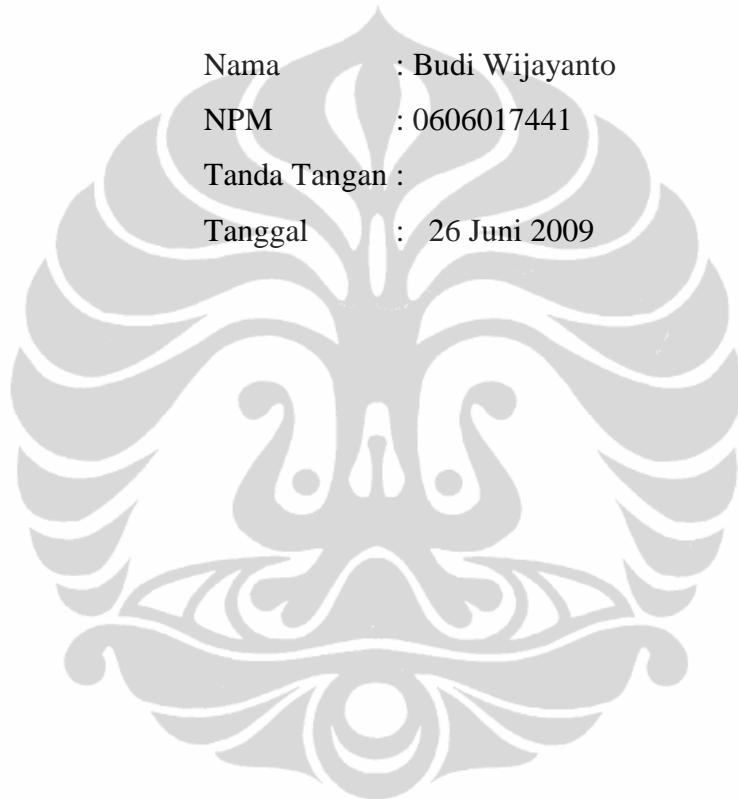 Nama : Budi Wijayanto
NPM : 0606017441
Tanda Tangan :
Tanggal : 26 Juni 2009